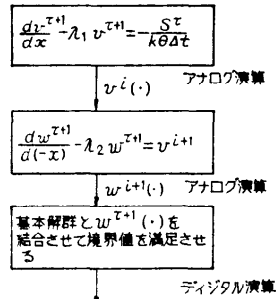 dv^{τ+1}/dx − λ₁ v^{τ+1} = − S^τ/kθΔt
アナログ演算
v^i(·)
dw^{τ+1}/d(-x) − λ₂ w^{τ+1} = v^{i+1}
w^{i+1}(·) アナログ演算
基本解群とw^{τ+1}(·)を
結合させて境界値を満足させ
る
ディジタル演算